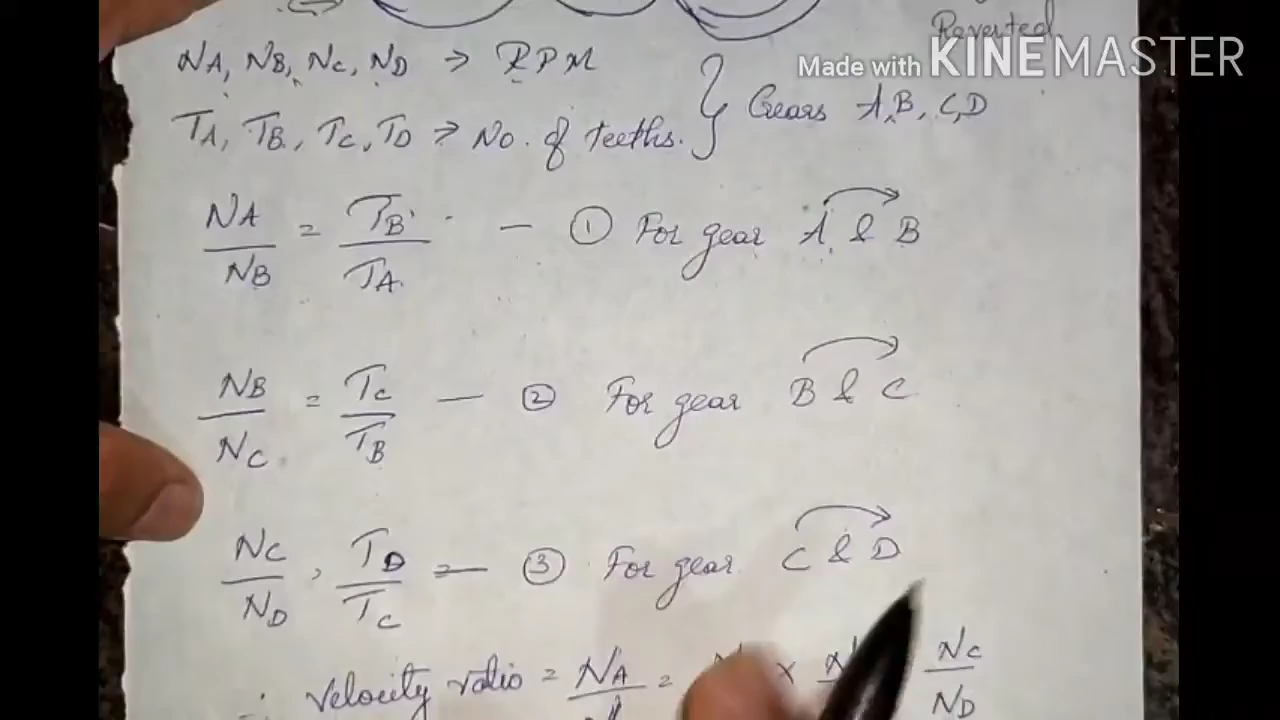 Reverted
Made with KINEMASTER
NA, NB, NC, ND → RPM
TA, TB, TC, TD → No. of teeths. } Gears A, B, C, D
NA/NB = TB/TA — ① For gear A & B
NB/NC = TC/TB — ② For gear B & C
NC/ND , TD/TC = — ③ For gear C & D
∴ Velocity ratio = NA = × NC/ND